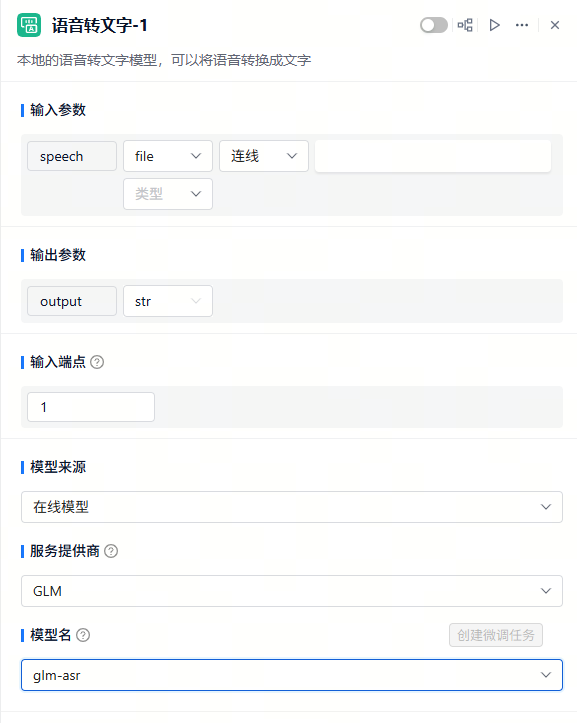 语音转文字-1
本地的语音转文字模型，可以将语音转换成文字
输入参数
speech file 连线
类型
输出参数
output str
输入端点
1
模型来源
在线模型
服务提供商
GLM
模型名 创建微调任务
glm-asr